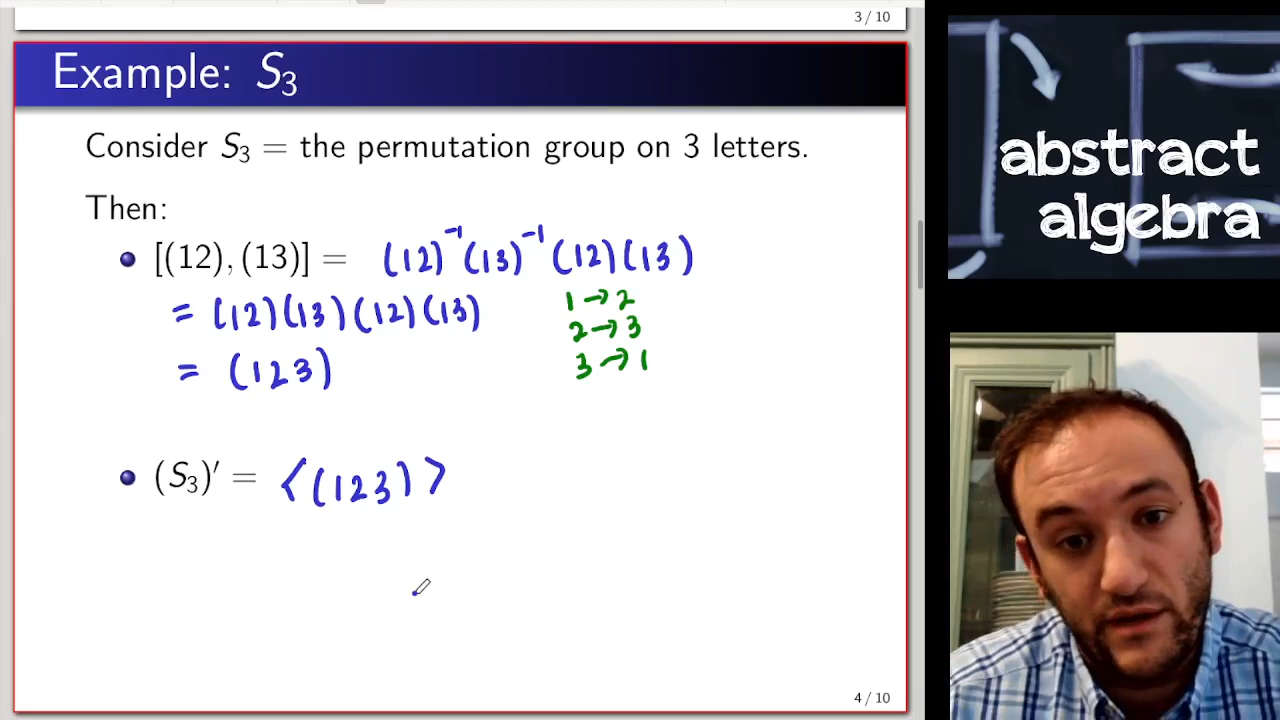 3 / 10
Example: S₃
Consider S₃ = the permutation group on 3 letters.
Then:
[(12), (13)] = (12)⁻¹(13)⁻¹(12)(13)
= (12)(13)(12)(13)
= (123)
1→2
2→3
3→1
(S₃)′ = ⟨(123)⟩
4 / 10
abstract
algebra